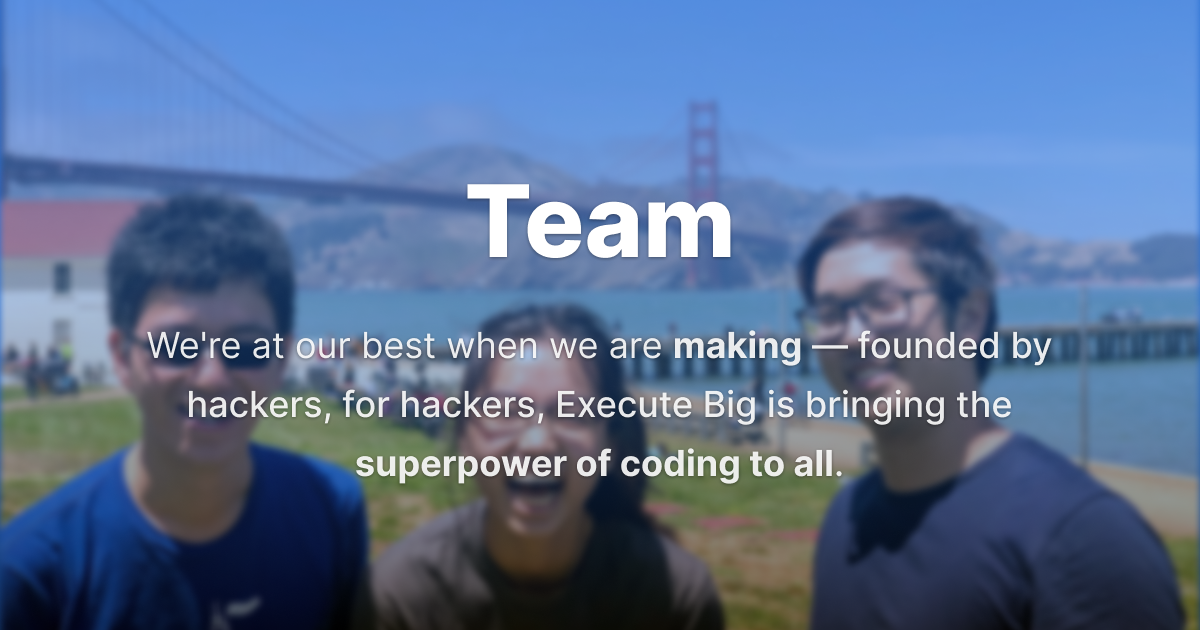 Team
We're at our best when we are making — founded by
hackers, for hackers, Execute Big is bringing the
superpower of coding to all.